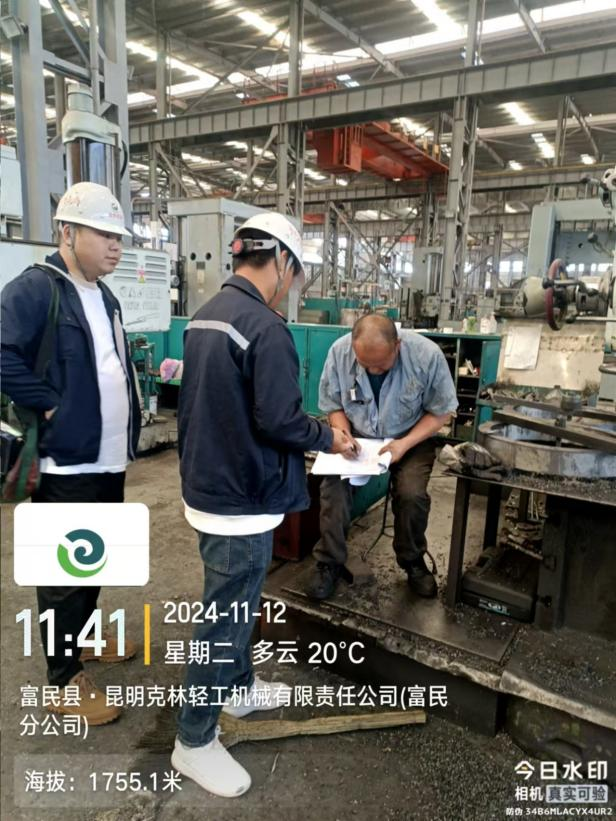 11:41
2024-11-12
星期二 多云 20°C
富民县·昆明克林轻工机械有限责任公司(富民
分公司)
海拔：1755.1米
今日水印
相机 真实可验
防伪 34B6MLACYX4UR2